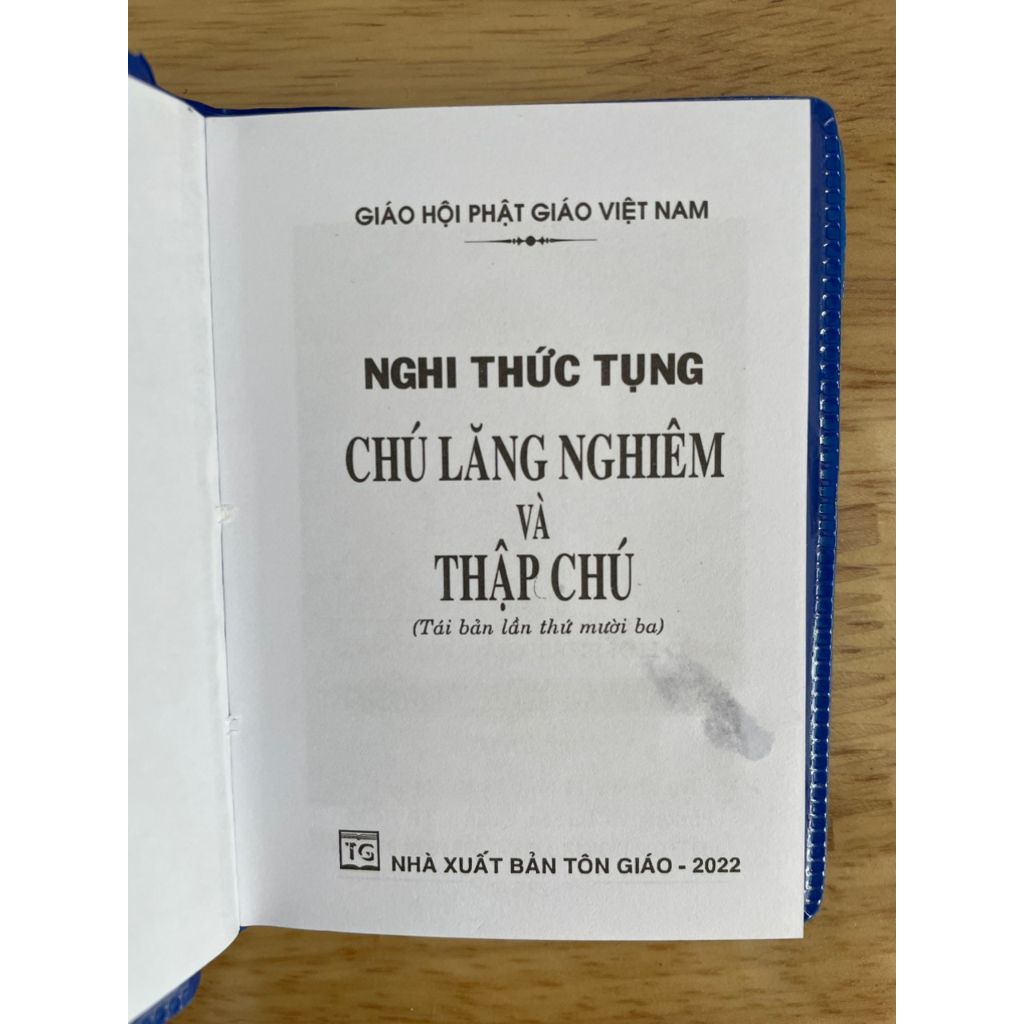 GIÁO HỘI PHẬT GIÁO VIỆT NAM
NGHI THỨC TỤNG
CHÚ LĂNG NGHIÊM
VÀ
THẬP CHÚ
(Tái bản lần thứ mười ba)
TG
NHÀ XUẤT BẢN TÔN GIÁO - 2022